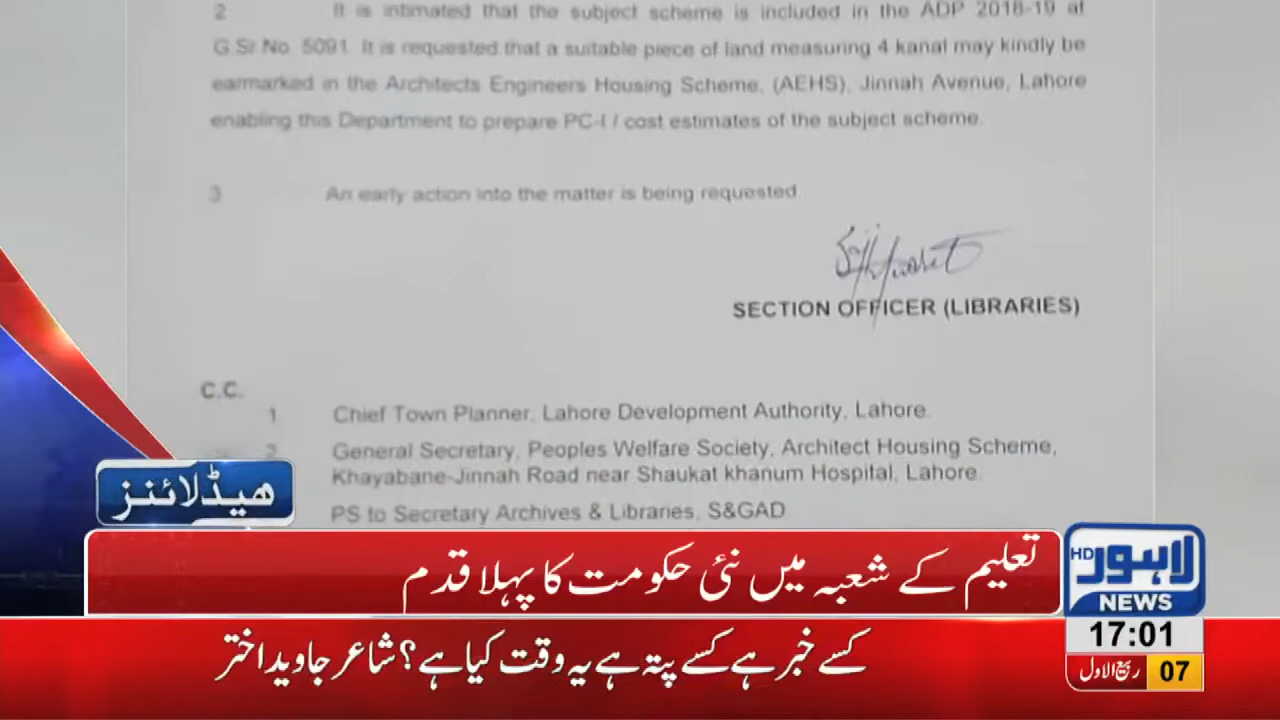 2 It is intimated that the subject scheme is included in the ADP 2018-19 at
G.Sr.No. 5091. It is requested that a suitable piece of land measuring 4 kanal may kindly be
earmarked in the Architects Engineers Housing Scheme, (AEHS), Jinnah Avenue, Lahore
enabling this Department to prepare PC-I / cost estimates of the subject scheme.
3 An early action into the matter is being requested
SECTION OFFICER (LIBRARIES)
C.C.
1 Chief Town Planner, Lahore Development Authority, Lahore.
2 General Secretary, Peoples Welfare Society, Architect Housing Scheme,
Khayabane-Jinnah Road near Shaukat khanum Hospital, Lahore.
PS to Secretary Archives & Libraries, S&GAD
ہیڈلائنز
تعلیم کے شعبہ میں نئی حکومت کا پہلا قدم
HD لاہور
NEWS
17:01
کسے خبر ہے کسے پتہ ہے یہ وقت کیا ہے؟ شاعر جاوید اختر
07 ربیع الاول